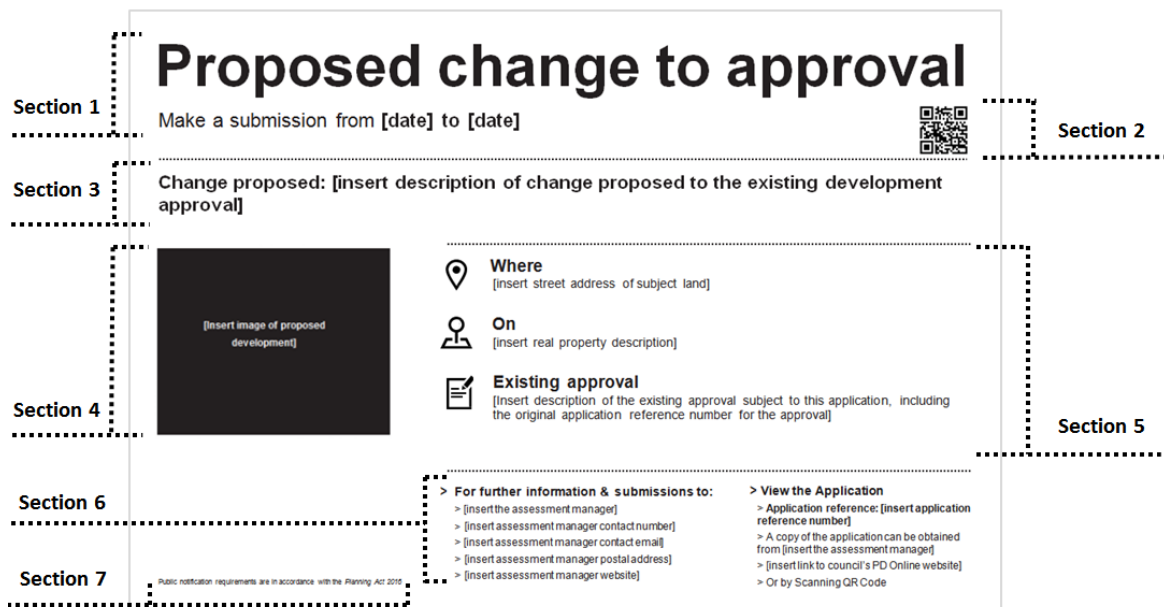 Proposed change to approval
Section 1
Make a submission from [date] to [date]
Section 2
Section 3
Change proposed: [insert description of change proposed to the existing development
approval]
Section 4
[Insert image of proposed
development]
Where
[insert street address of subject land]
On
[insert real property description]
Existing approval
[Insert description of the existing approval subject to this application, including
the original application reference number for the approval]
Section 5
Section 6
> For further information & submissions to:
> [insert the assessment manager]
> [insert assessment manager contact number]
> [insert assessment manager contact email]
> [insert assessment manager postal address]
> [insert assessment manager website]
> View the Application
> Application reference: [insert application
reference number]
> A copy of the application can be obtained
from [insert the assessment manager]
> [insert link to council's PD Online website]
> Or by Scanning QR Code
Section 7
Public notification requirements are in accordance with the Planning Act 2016